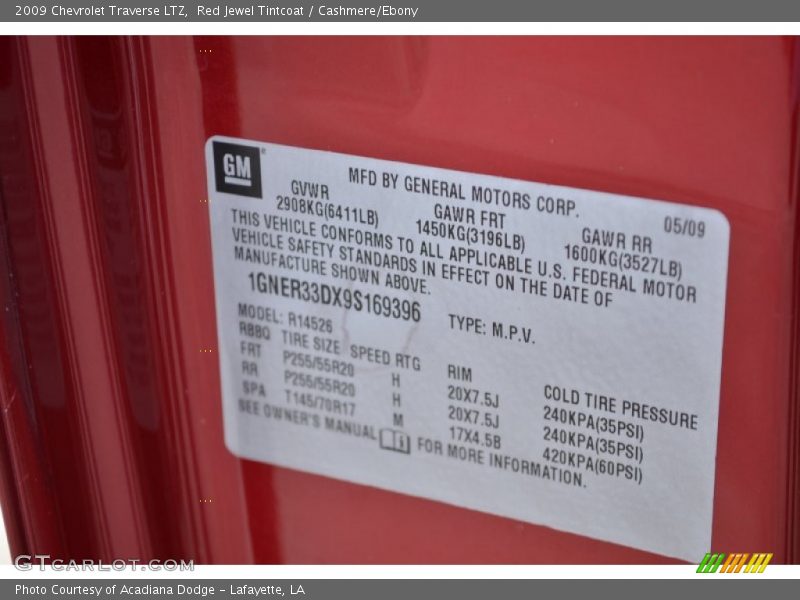 2009 Chevrolet Traverse LTZ, Red Jewel Tintcoat / Cashmere/Ebony
GM
MFD BY GENERAL MOTORS CORP. 05/09
GVWR GAWR FRT GAWR RR
2908KG(6411LB) 1450KG(3196LB) 1600KG(3527LB)
THIS VEHICLE CONFORMS TO ALL APPLICABLE U.S. FEDERAL MOTOR
VEHICLE SAFETY STANDARDS IN EFFECT ON THE DATE OF
MANUFACTURE SHOWN ABOVE.
1GNER33DX9S169396 TYPE: M.P.V.
MODEL: R14526
RBBQ TIRE SIZE SPEED RTG RIM COLD TIRE PRESSURE
FRT P255/55R20 H 20X7.5J 240KPA(35PSI)
RR P255/55R20 H 20X7.5J 240KPA(35PSI)
SPA T145/70R17 M 17X4.5B 420KPA(60PSI)
SEE OWNER'S MANUAL FOR MORE INFORMATION.
GTCARLOT.COM
Photo Courtesy of Acadiana Dodge - Lafayette, LA